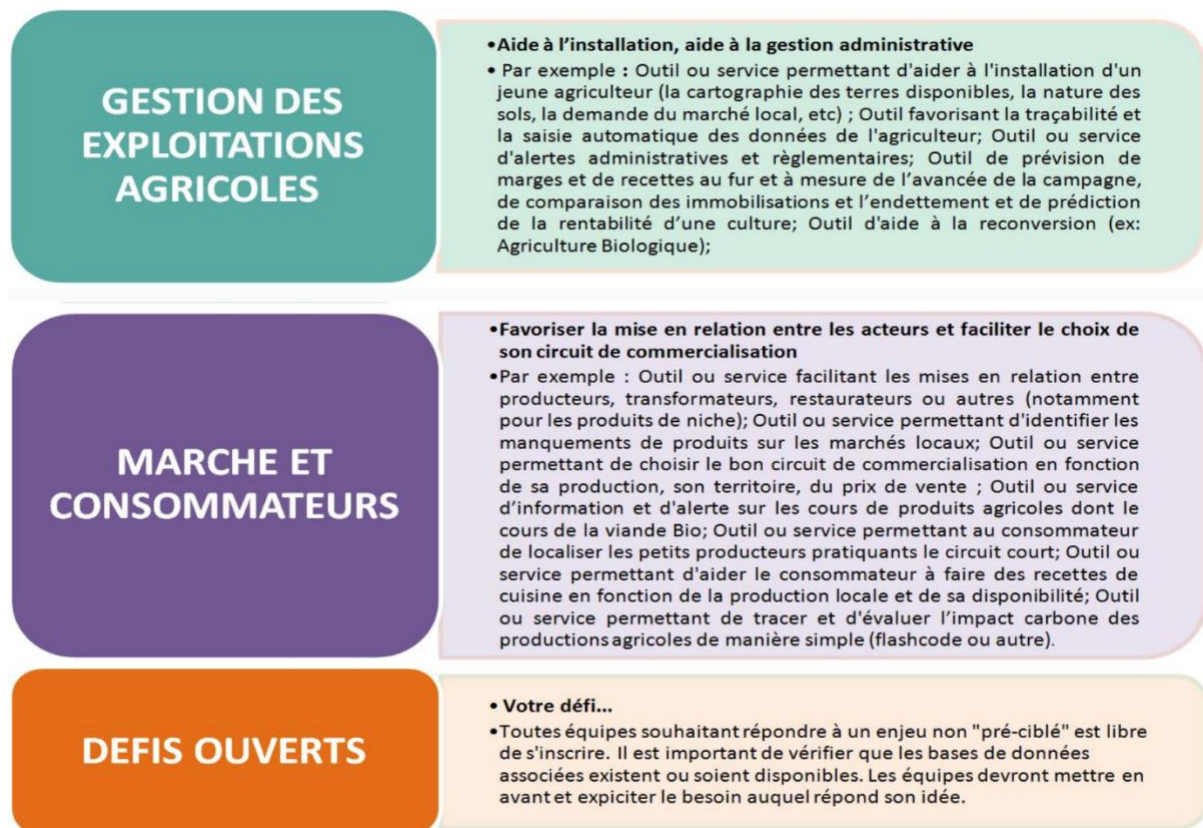 GESTION DES
EXPLOITATIONS
AGRICOLES
•Aide à l’installation, aide à la gestion administrative
• Par exemple : Outil ou service permettant d'aider à l'installation d'un
jeune agriculteur (la cartographie des terres disponibles, la nature des
sols, la demande du marché local, etc) ; Outil favorisant la traçabilité et
la saisie automatique des données de l'agriculteur; Outil ou service
d'alertes administratives et règlementaires; Outil de prévision de
marges et de recettes au fur et à mesure de l’avancée de la campagne,
de comparaison des immobilisations et l’endettement et de prédiction
de la rentabilité d’une culture; Outil d'aide à la reconversion (ex:
Agriculture Biologique);
MARCHE ET
CONSOMMATEURS
•Favoriser la mise en relation entre les acteurs et faciliter le choix de
son circuit de commercialisation
•Par exemple : Outil ou service facilitant les mises en relation entre
producteurs, transformateurs, restaurateurs ou autres (notamment
pour les produits de niche); Outil ou service permettant d'identifier les
manquements de produits sur les marchés locaux; Outil ou service
permettant de choisir le bon circuit de commercialisation en fonction
de sa production, son territoire, du prix de vente ; Outil ou service
d’information et d'alerte sur les cours de produits agricoles dont le
cours de la viande Bio; Outil ou service permettant au consommateur
de localiser les petits producteurs pratiquants le circuit court; Outil ou
service permettant d'aider le consommateur à faire des recettes de
cuisine en fonction de la production locale et de sa disponibilité; Outil
ou service permettant de tracer et d'évaluer l’impact carbone des
productions agricoles de manière simple (flashcode ou autre).
DEFIS OUVERTS
• Votre défi...
•Toutes équipes souhaitant répondre à un enjeu non "pré-ciblé" est libre
de s'inscrire. Il est important de vérifier que les bases de données
associées existent ou soient disponibles. Les équipes devront mettre en
avant et expiciter le besoin auquel répond son idée.